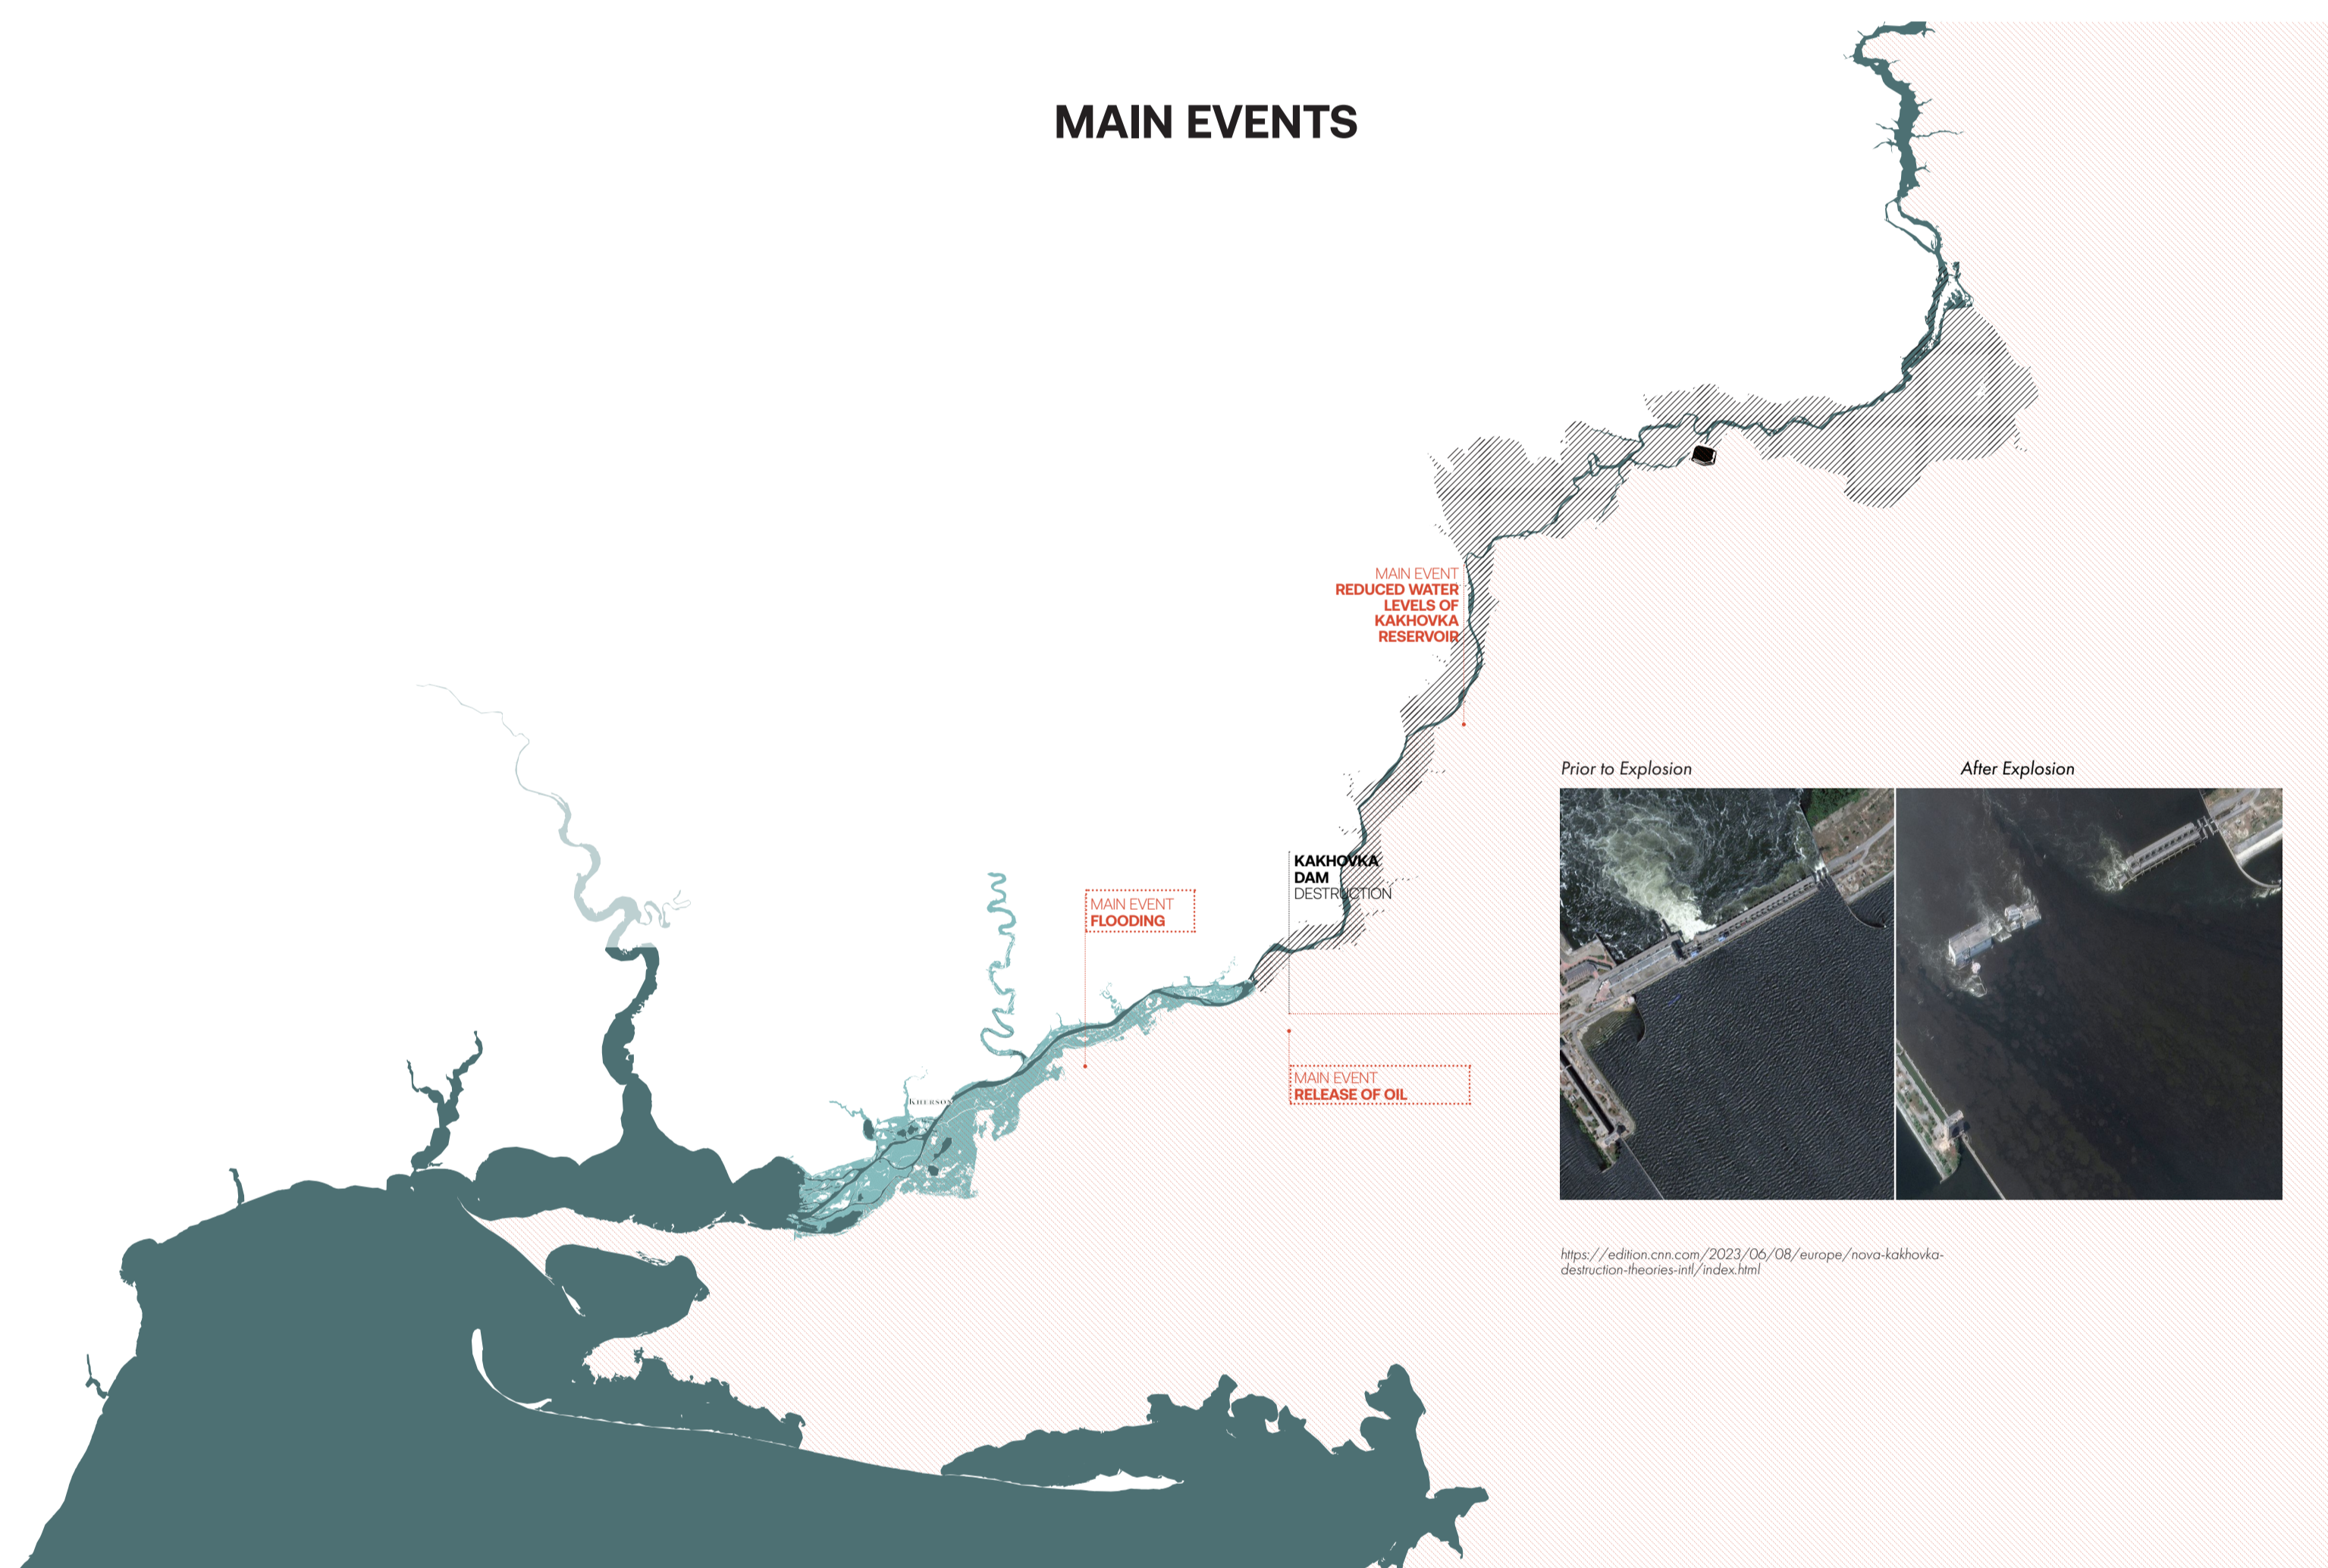 MAIN EVENTS
MAIN EVENT
REDUCED WATER
LEVELS OF
KAKHOVKA
RESERVOIR
Prior to Explosion
After Explosion
KAKHOVKA
DAM
DESTRUCTION
MAIN EVENT
FLOODING
MAIN EVENT
RELEASE OF OIL
KHERSON
https://edition.cnn.com/2023/06/08/europe/nova-kakhovka-
destruction-theories-intl/index.html